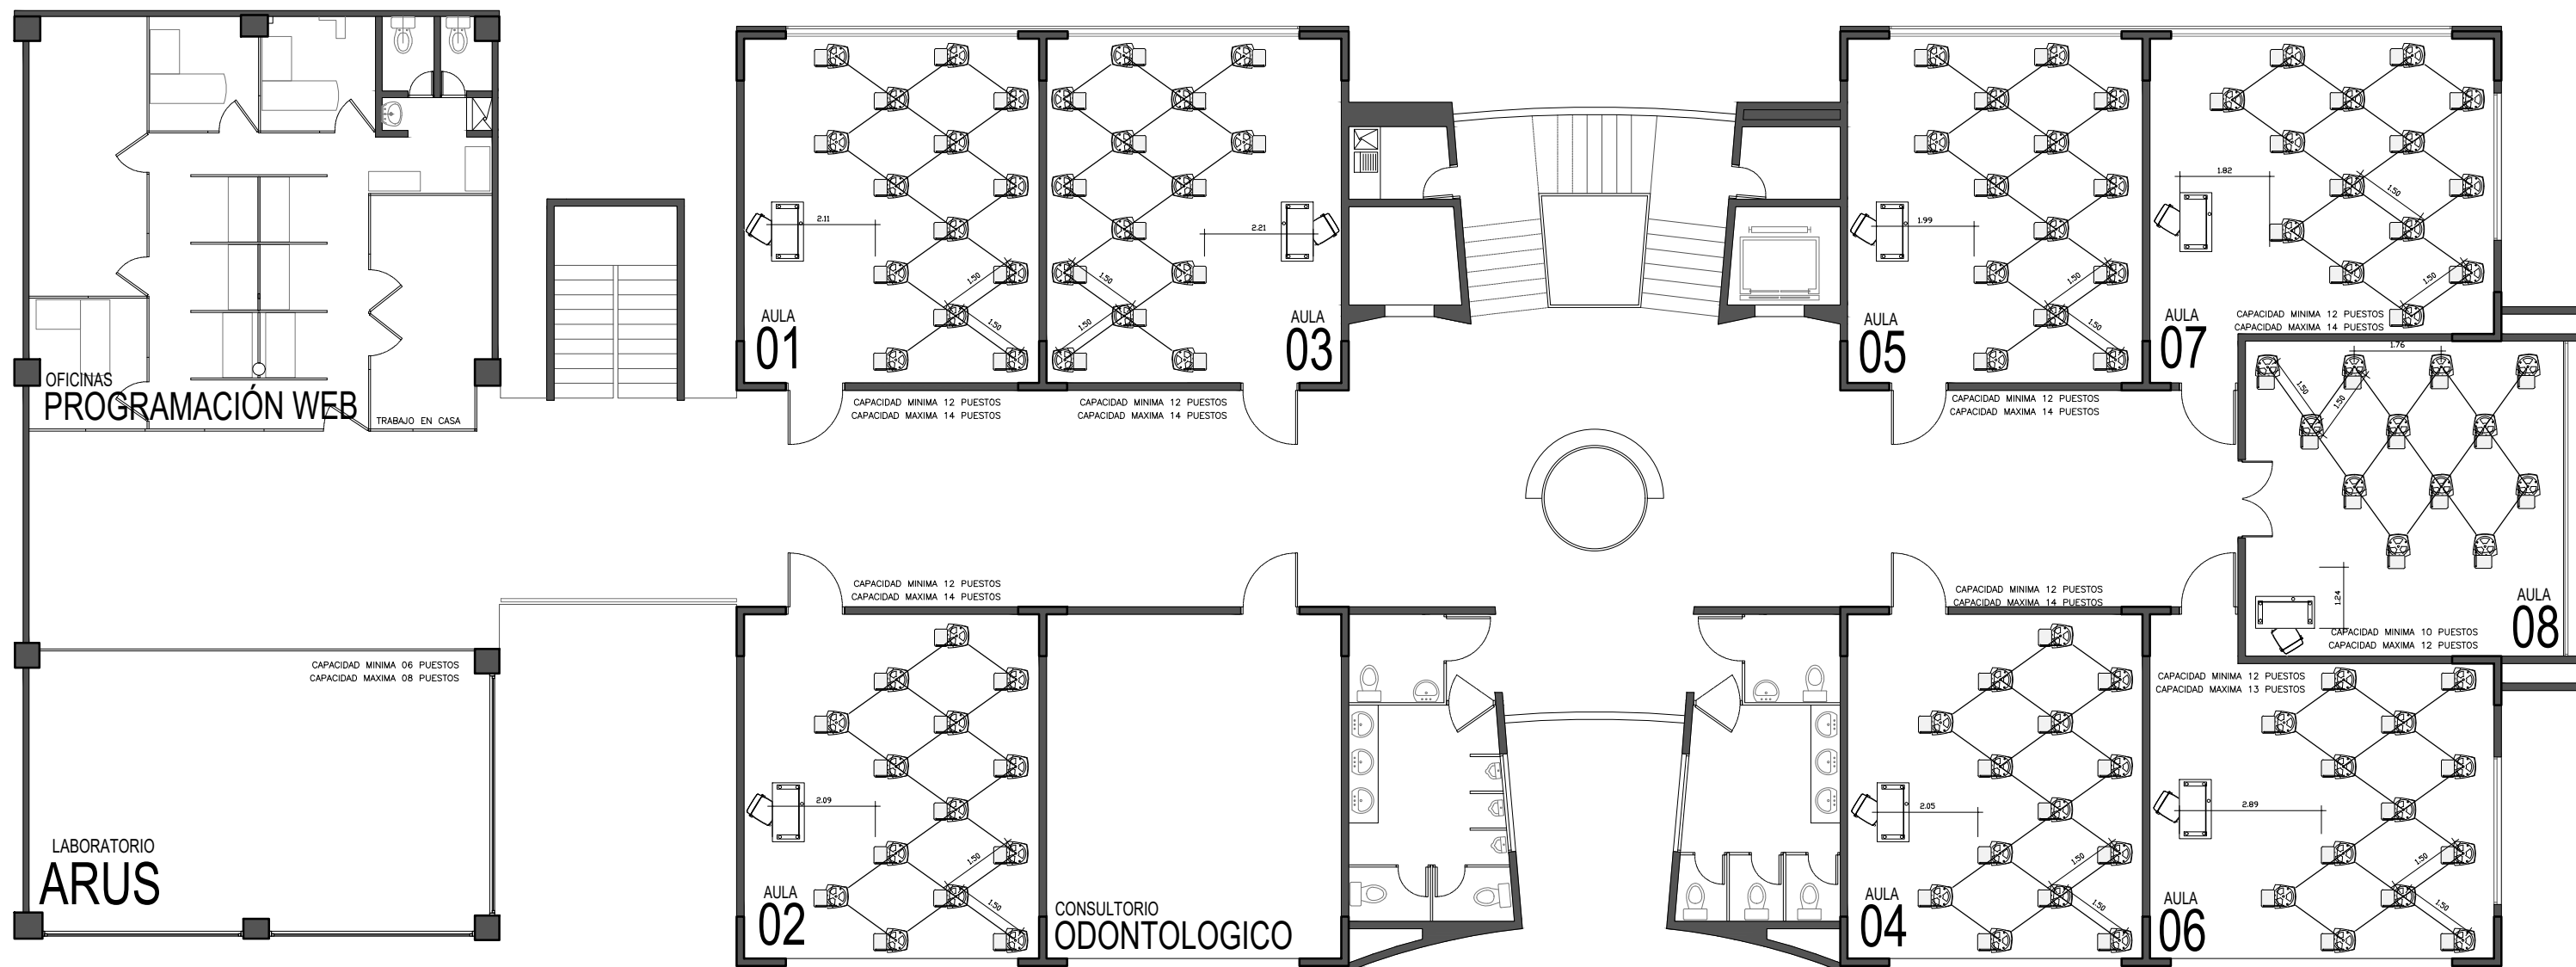 OFICINAS
PROGRAMACIÓN WEB
TRABAJO EN CASA
CAPACIDAD MINIMA 06 PUESTOS
CAPACIDAD MAXIMA 08 PUESTOS
LABORATORIO
ARUS
2.11
1.50
1.50
AULA
01
CAPACIDAD MINIMA 12 PUESTOS
CAPACIDAD MAXIMA 14 PUESTOS
2.21
1.50
1.50
AULA
03
CAPACIDAD MINIMA 12 PUESTOS
CAPACIDAD MAXIMA 14 PUESTOS
CAPACIDAD MINIMA 12 PUESTOS
CAPACIDAD MAXIMA 14 PUESTOS
2.09
1.50
1.50
AULA
02
CONSULTORIO
ODONTOLOGICO
1.99
1.50
1.50
AULA
05
CAPACIDAD MINIMA 12 PUESTOS
CAPACIDAD MAXIMA 14 PUESTOS
1.82
1.50
1.50
CAPACIDAD MINIMA 12 PUESTOS
CAPACIDAD MAXIMA 14 PUESTOS
AULA
07
1.76
1.50
1.50
1.24
AULA
08
CAPACIDAD MINIMA 10 PUESTOS
CAPACIDAD MAXIMA 12 PUESTOS
CAPACIDAD MINIMA 12 PUESTOS
CAPACIDAD MAXIMA 14 PUESTOS
2.05
1.50
1.50
AULA
04
CAPACIDAD MINIMA 12 PUESTOS
CAPACIDAD MAXIMA 13 PUESTOS
2.89
1.50
1.50
AULA
06